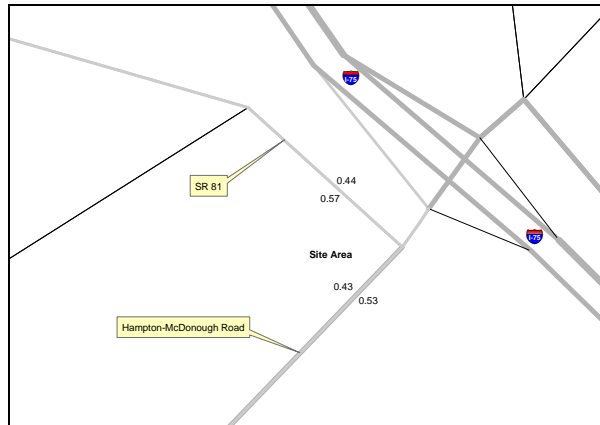 I-75
SR 81
0.44
0.57
I-75
Site Area
0.43
0.53
Hampton-McDonough Road